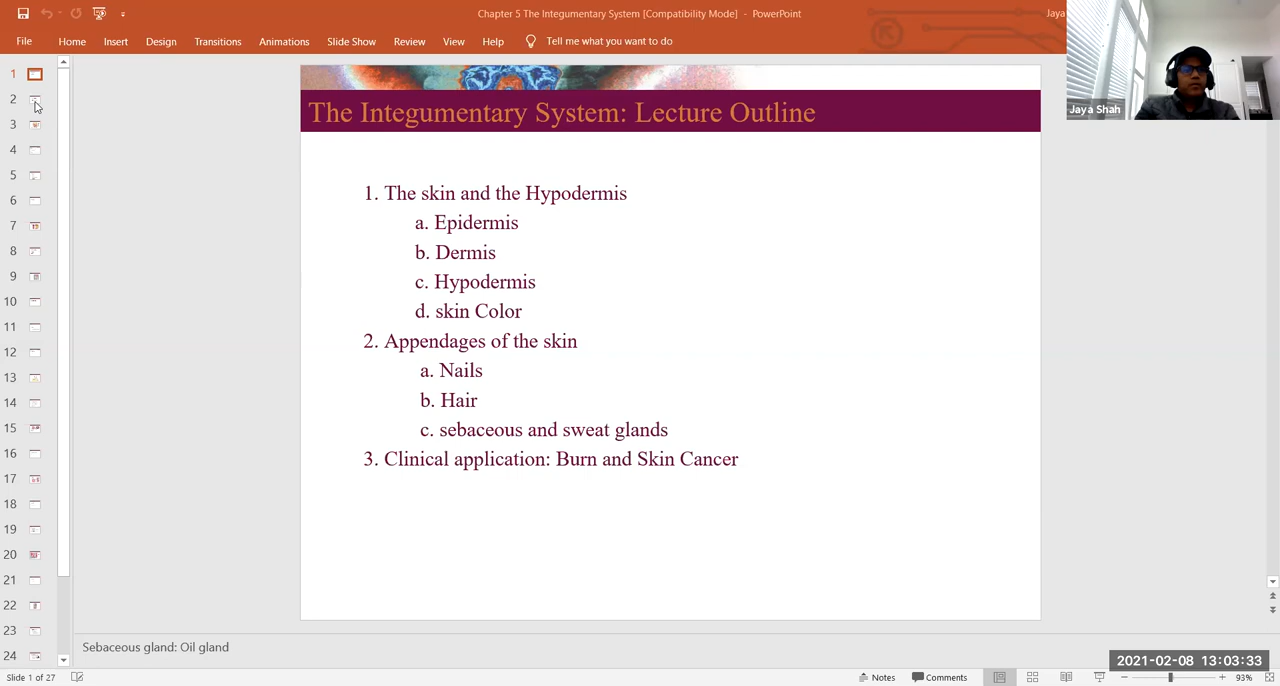 Chapter 5 The Integumentary System [Compatibility Mode] - PowerPoint
Jaya
File Home Insert Design Transitions Animations Slide Show Review View Help Tell me what you want to do
Jaya Shah
The Integumentary System: Lecture Outline
1. The skin and the Hypodermis
a. Epidermis
b. Dermis
c. Hypodermis
d. skin Color
2. Appendages of the skin
a. Nails
b. Hair
c. sebaceous and sweat glands
3. Clinical application: Burn and Skin Cancer
1
2
3
4
5
6
7
8
9
10
11
12
13
14
15
16
17
18
19
20
21
22
23
24
Sebaceous gland: Oil gland
2021-02-08 13:03:33
Slide 1 of 27 Notes Comments 93%